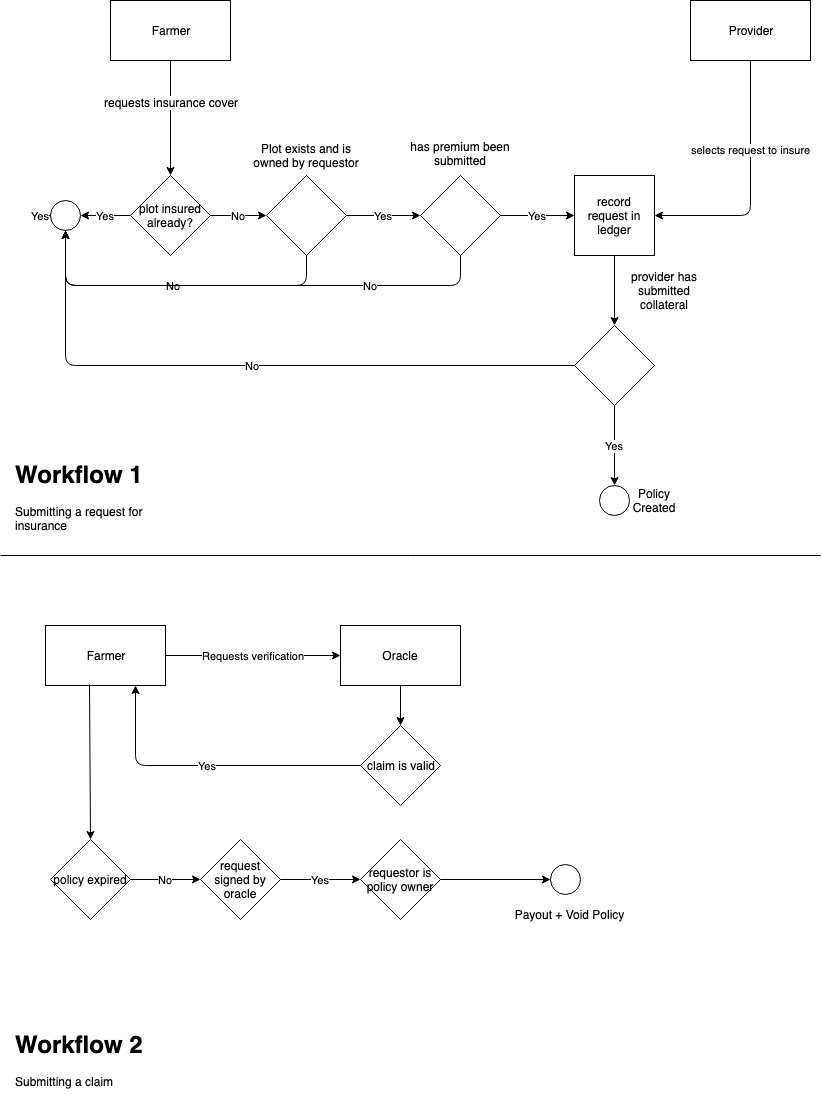 Farmer
Provider
requests insurance cover
Plot exists and is
owned by requestor
has premium been
submitted
selects request to insure
Yes
Yes
plot insured
already?
No
Yes
Yes
record
request in
ledger
No
No
provider has
submitted
collateral
No
Yes
Workflow 1
Policy
Created
Submitting a request for
insurance
Farmer
Requests verification
Oracle
Yes
claim is valid
policy expired
No
request
signed by
oracle
Yes
requestor is
policy owner
Payout + Void Policy
Workflow 2
Submitting a claim